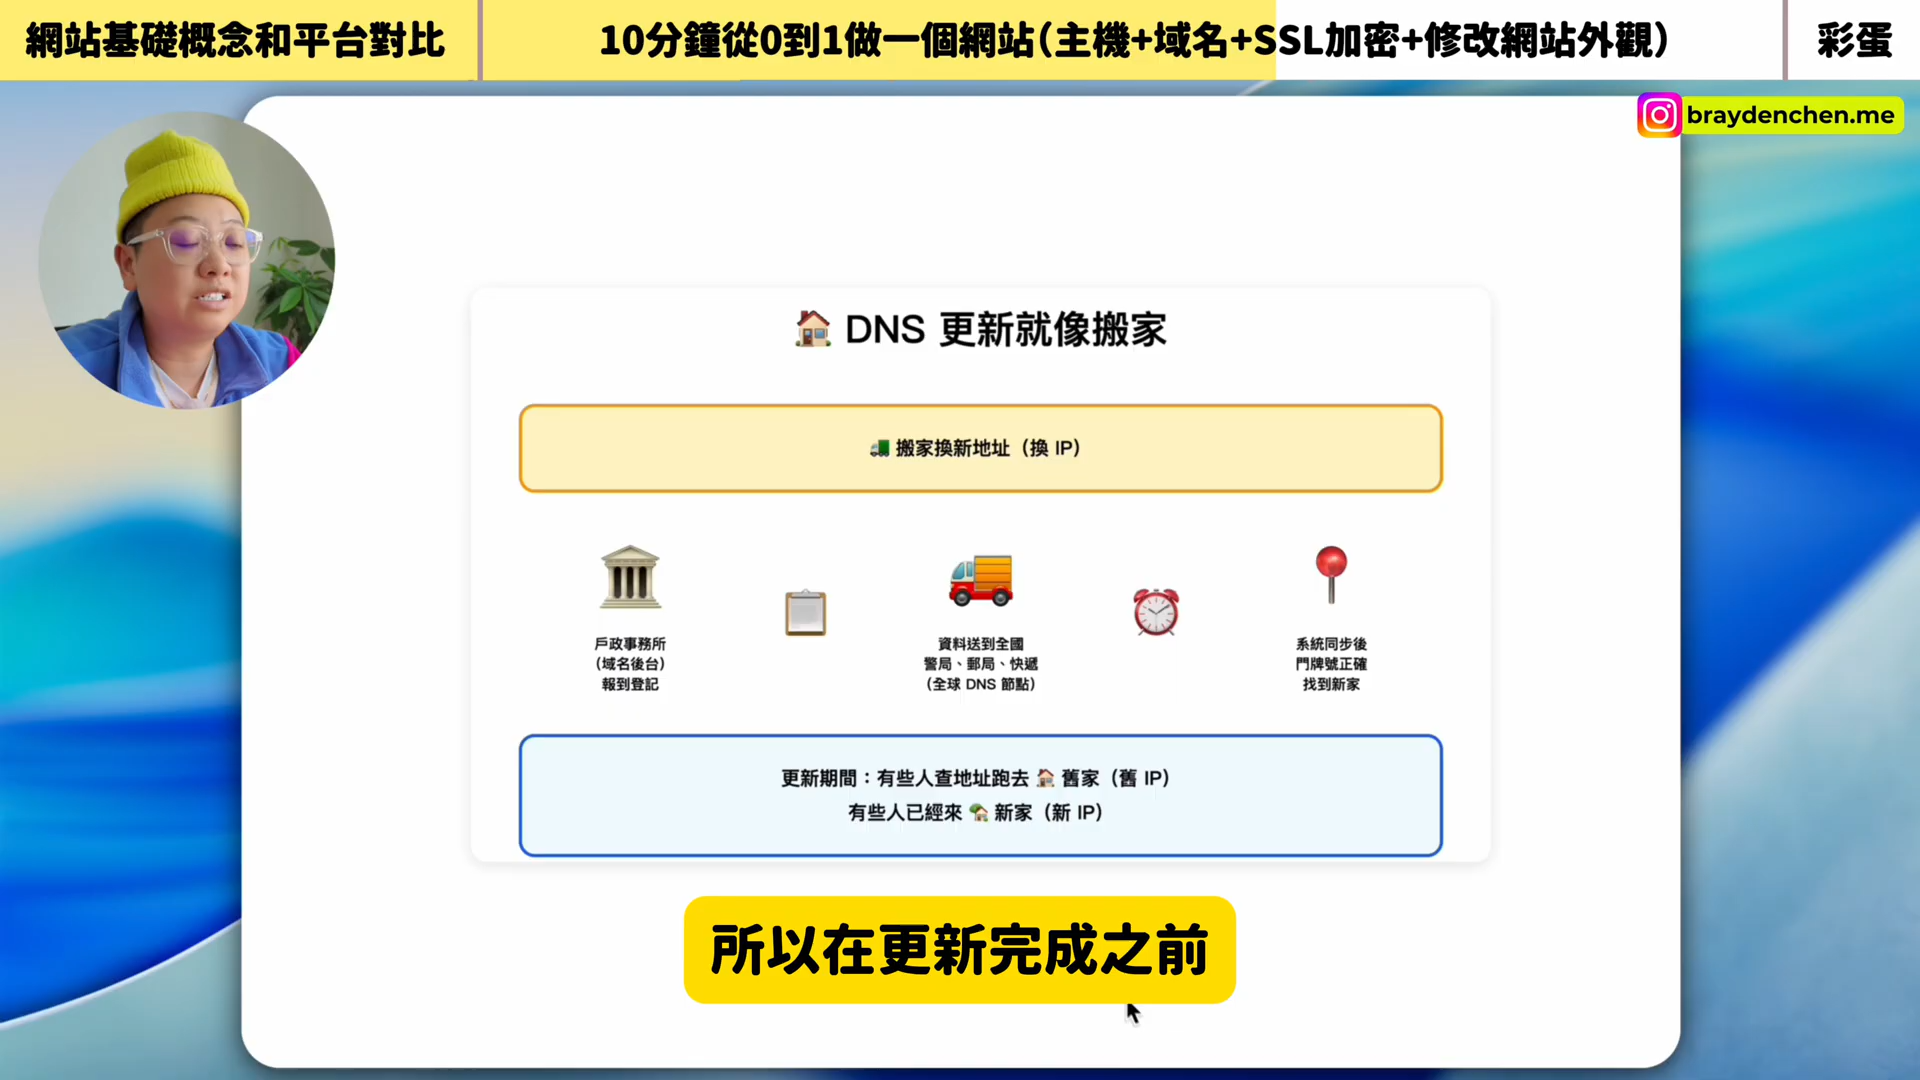 網站基礎概念和平台對比
10分鐘從0到1做一個網站(主機+域名+SSL加密+修改網站外觀)
彩蛋
braydenchen.me
DNS 更新就像搬家
搬家換新地址（換 IP）
戶政事務所
（域名後台）
報到登記
資料送到全國
警局、郵局、快遞
（全球 DNS 節點）
系統同步後
門牌號正確
找到新家
更新期間：有些人查地址跑去 舊家（舊 IP）
有些人已經來 新家（新 IP）
所以在更新完成之前